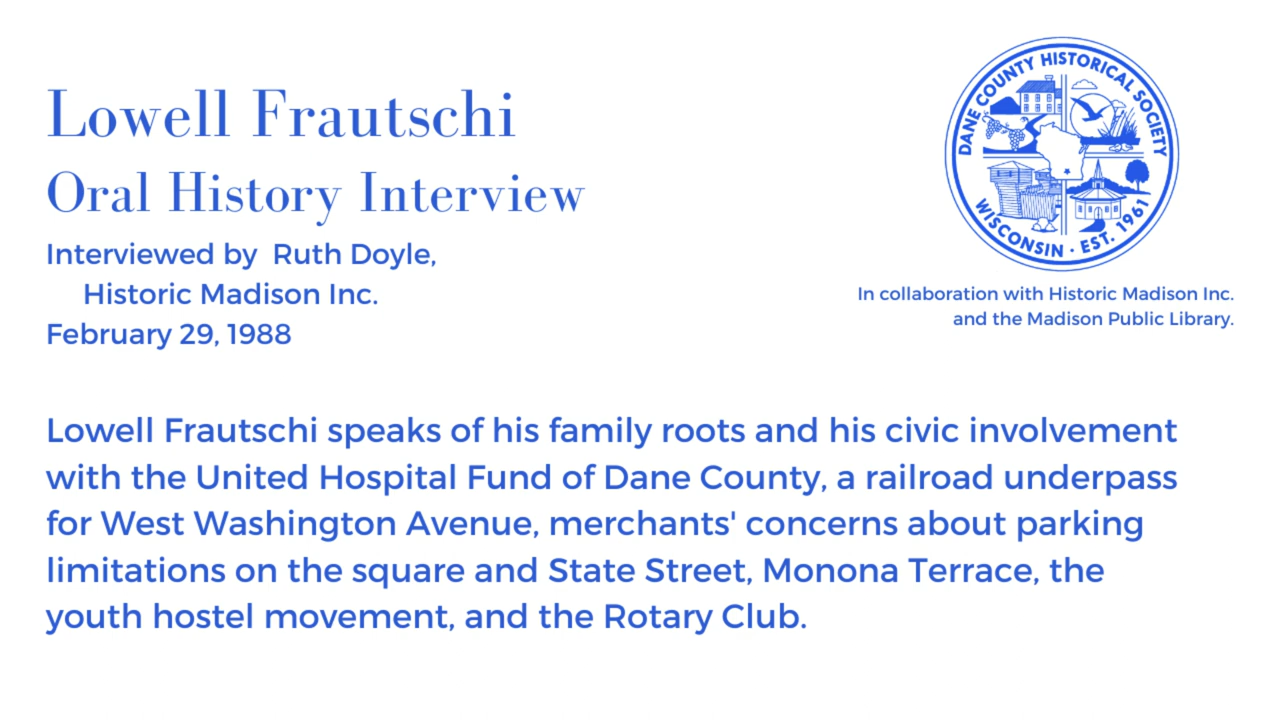 Lowell Frautschi
Oral History Interview
Interviewed by  Ruth Doyle,
Historic Madison Inc.
February 29, 1988
DANE COUNTY HISTORICAL SOCIETY
WISCONSIN · EST. 1961
In collaboration with Historic Madison Inc.
and the Madison Public Library.
Lowell Frautschi speaks of his family roots and his civic involvement
with the United Hospital Fund of Dane County, a railroad underpass
for West Washington Avenue, merchants' concerns about parking
limitations on the square and State Street, Monona Terrace, the
youth hostel movement, and the Rotary Club.